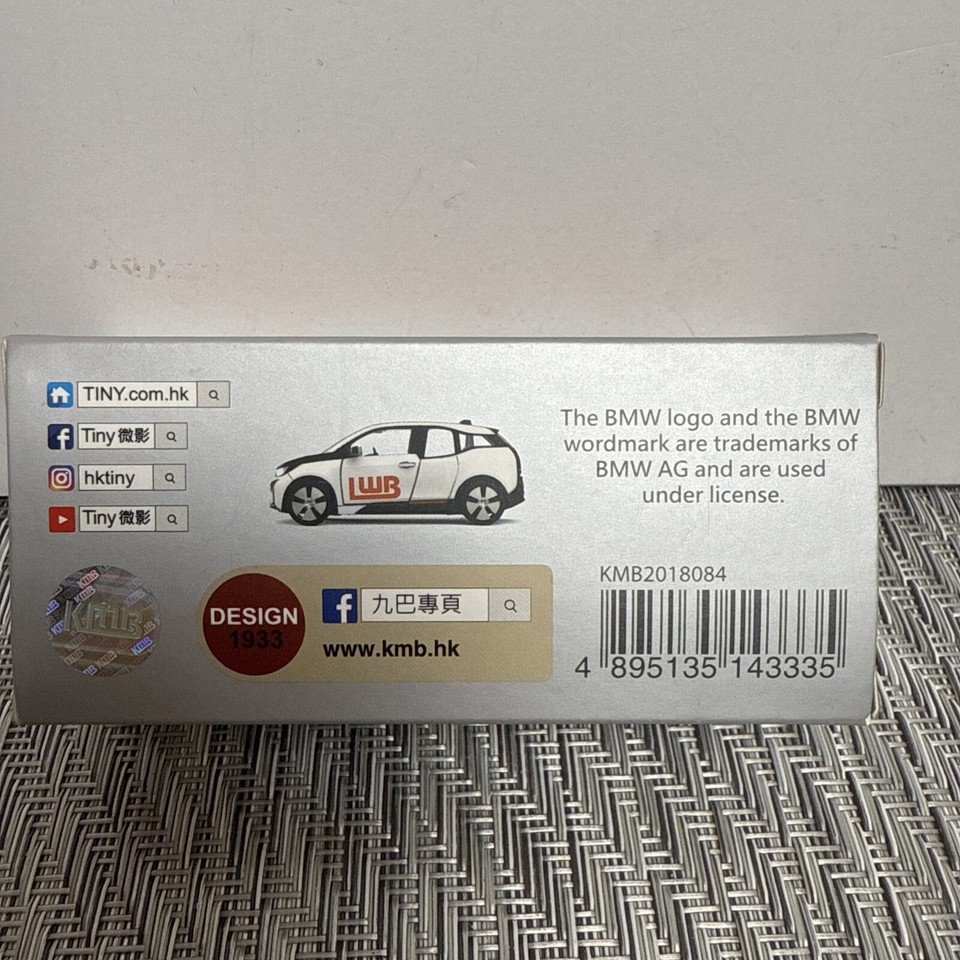 TINY.com.hk
Tiny 微影
hktiny
Tiny 微影
LWB
The BMW logo and the BMW
wordmark are trademarks of
BMW AG and are used
under license.
KMB
DESIGN
1933
九巴專頁
www.kmb.hk
KMB2018084
4 895135 143335